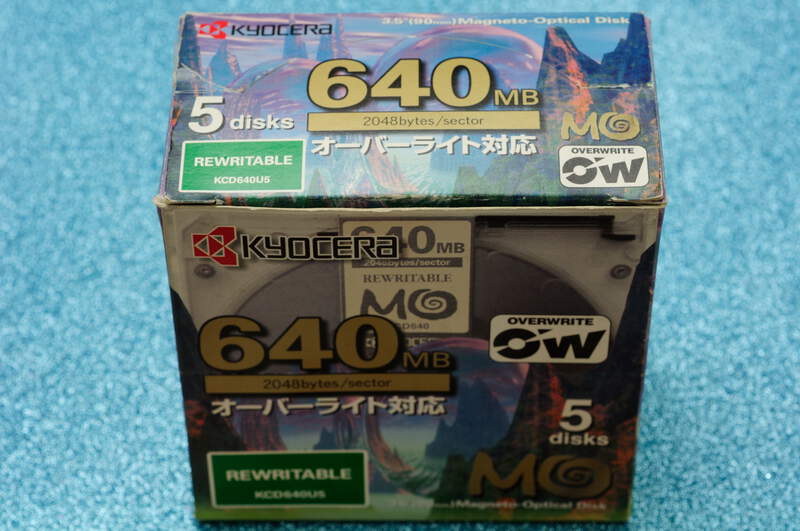 KYOCERA
3.5"(90mm)Magneto-Optical Disk
640MB
5 disks
2048bytes/sector
MO
オーバーライト対応
REWRITABLE
KCD640U5
OVERWRITE
OW
KYOCERA
640MB
2048bytes/sector
REWRITABLE
MO
640MB
OVERWRITE
OW
2048bytes/sector
オーバーライト対応
5
disks
REWRITABLE
KCD640U5
MO
)Magneto-Optical Disk